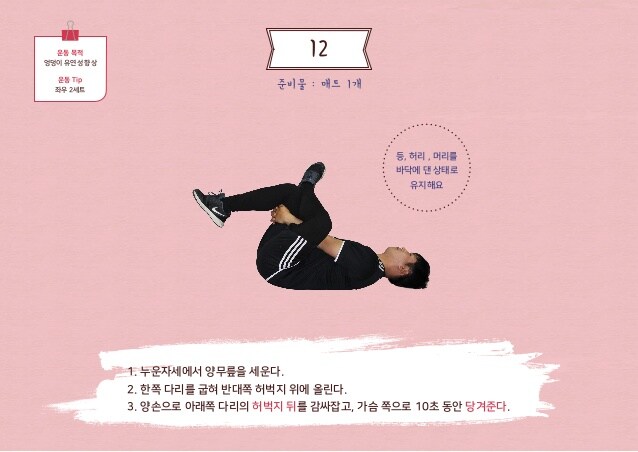 운동 목적
엉덩이 유연성향상
운동 Tip
좌우 2세트
12
준비물 : 매트 1개
등, 허리 , 머리를
바닥에 댄 상태로
유지해요
1. 누운자세에서 양무릎을 세운다.
2. 한쪽 다리를 굽혀 반대쪽 허벅지 위에 올린다.
3. 양손으로 아래쪽 다리의 허벅지 뒤를 감싸잡고, 가슴 쪽으로 10초 동안 당겨준다.